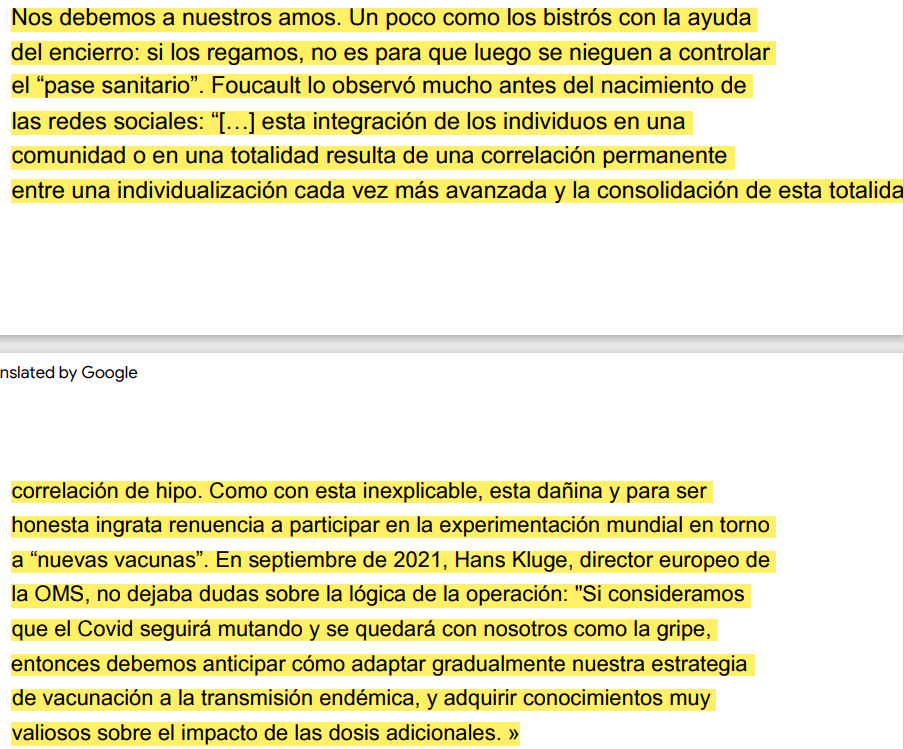 Nos debemos a nuestros amos. Un poco como los bistrós con la ayuda
del encierro: si los regamos, no es para que luego se nieguen a controlar
el “pase sanitario”. Foucault lo observó mucho antes del nacimiento de
las redes sociales: “[…] esta integración de los individuos en una
comunidad o en una totalidad resulta de una correlación permanente
entre una individualización cada vez más avanzada y la consolidación de esta totalida
nslated by Google
correlación de hipo. Como con esta inexplicable, esta dañina y para ser
honesta ingrata renuencia a participar en la experimentación mundial en torno
a “nuevas vacunas”. En septiembre de 2021, Hans Kluge, director europeo de
la OMS, no dejaba dudas sobre la lógica de la operación: "Si consideramos
que el Covid seguirá mutando y se quedará con nosotros como la gripe,
entonces debemos anticipar cómo adaptar gradualmente nuestra estrategia
de vacunación a la transmisión endémica, y adquirir conocimientos muy
valiosos sobre el impacto de las dosis adicionales. »